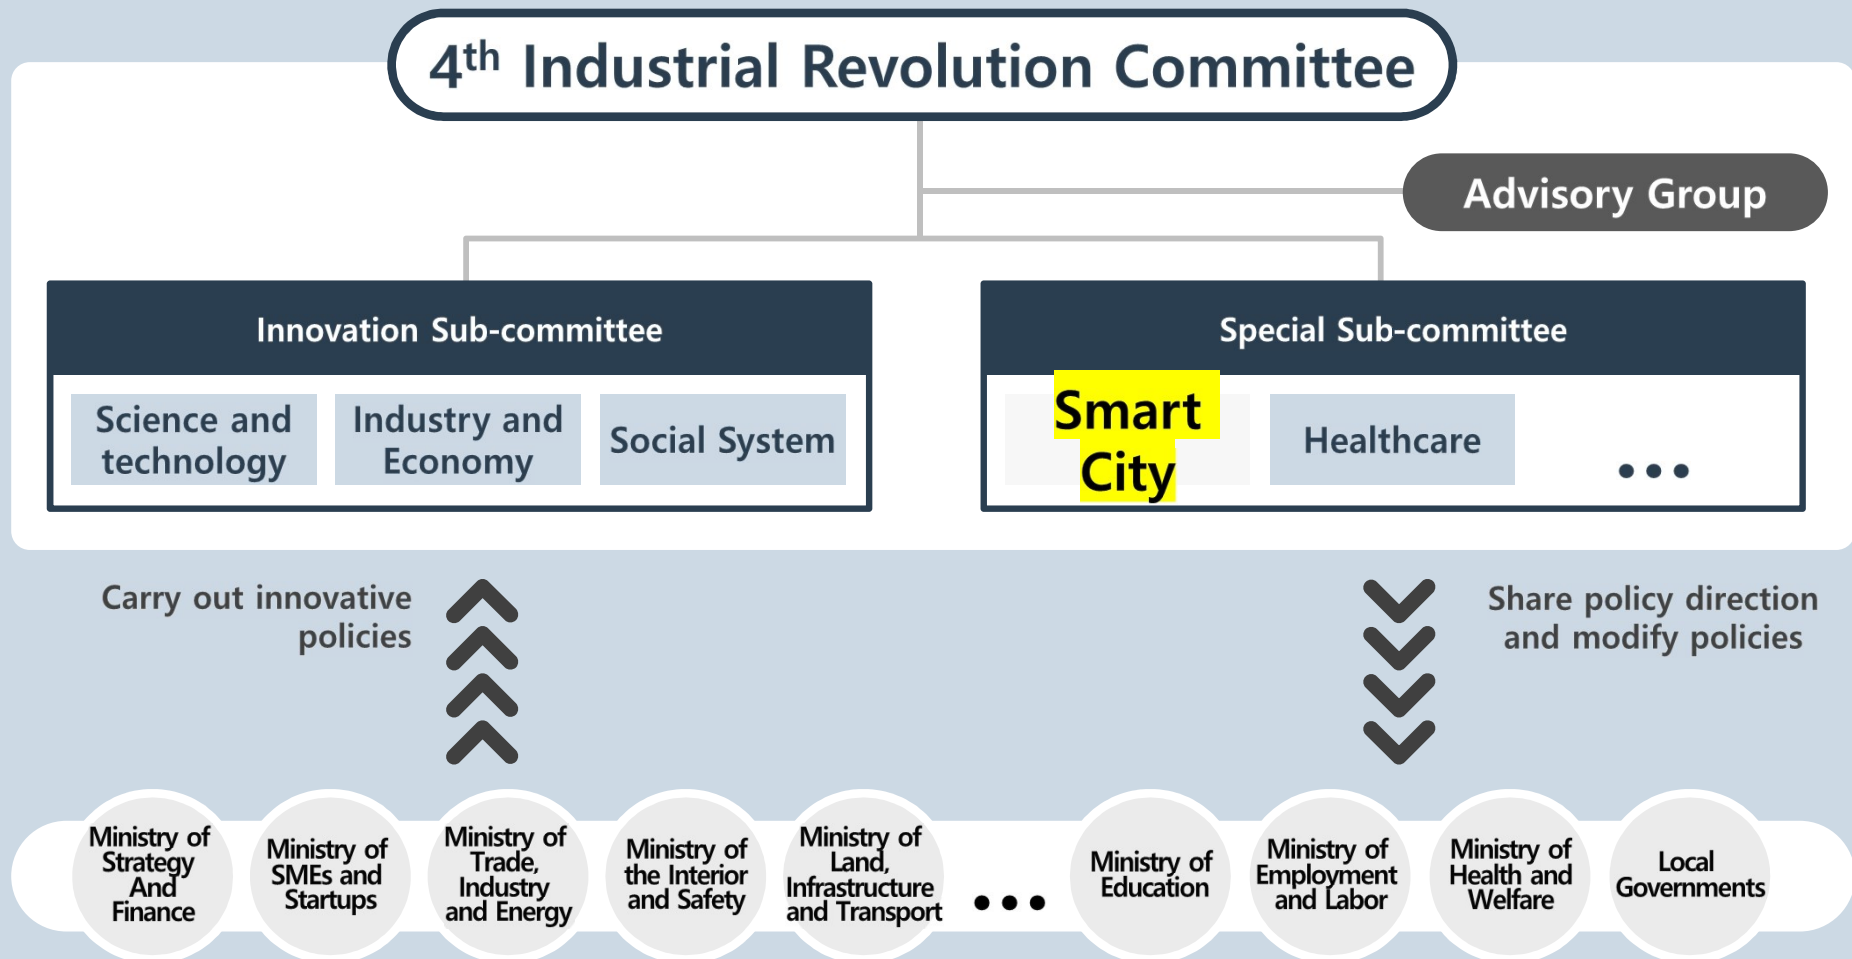 4th Industrial Revolution Committee
Advisory Group
Innovation Sub-committee
Science and
technology
Industry and
Economy
Social System
Special Sub-committee
Smart
City
Healthcare
...
Carry out innovative
policies
Share policy direction
and modify policies
Ministry of
Strategy
And
Finance
Ministry of
SMEs and
Startups
Ministry of
Trade,
Industry
and Energy
Ministry of
the Interior
and Safety
Ministry of
Land,
Infrastructure
and Transport
...
Ministry of
Education
Ministry of
Employment
and Labor
Ministry of
Health and
Welfare
Local
Governments